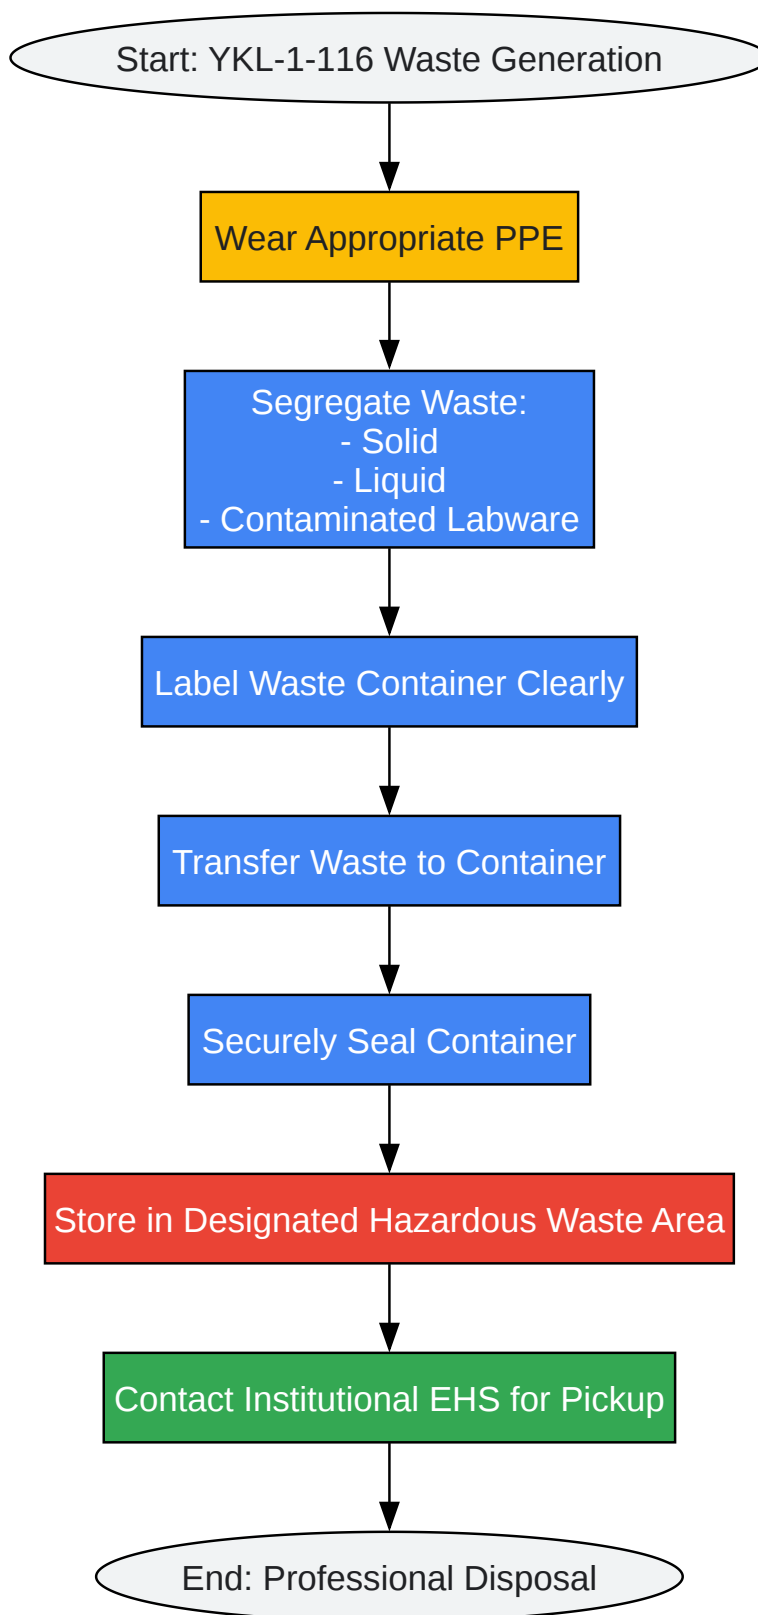 Start: YKL-1-116 Waste Generation
Wear Appropriate PPE
Segregate Waste:
- Solid
- Liquid
- Contaminated Labware
Label Waste Container Clearly
Transfer Waste to Container
Securely Seal Container
Store in Designated Hazardous Waste Area
Contact Institutional EHS for Pickup
End: Professional Disposal